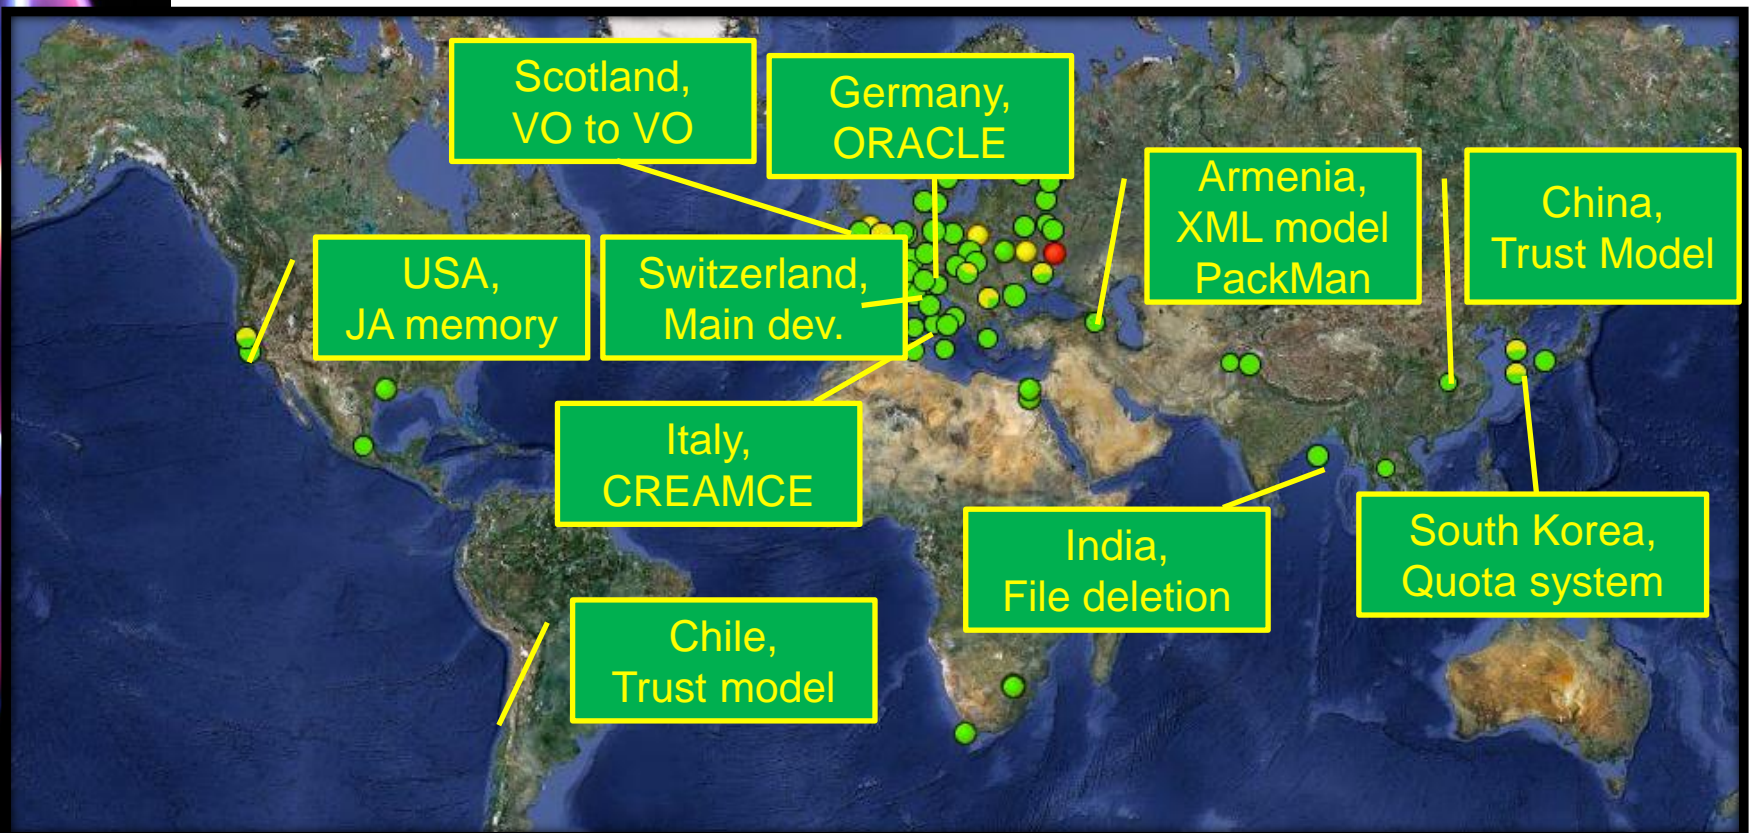 Scotland,
VO to VO
Germany,
ORACLE
Armenia,
XML model
PackMan
China,
Trust Model
USA,
JA memory
Switzerland,
Main dev.
Italy,
CREAMCE
India,
File deletion
South Korea,
Quota system
Chile,
Trust model